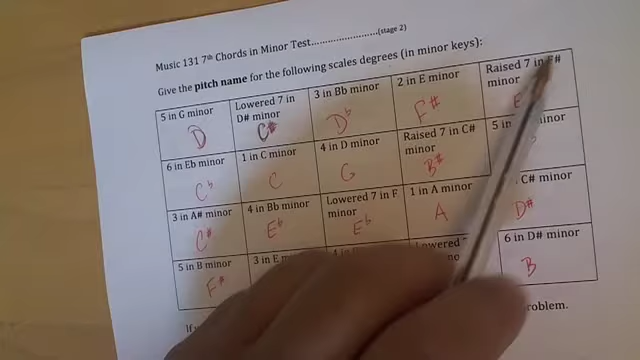 Music 131 7th Chords in Minor Test........................(stage 2)
Give the pitch name for the following scales degrees (in minor keys):
5 in G minor
D
Lowered 7 in
D# minor
C#
3 in Bb minor
Db
2 in E minor
F#
Raised 7 in F#
minor
E
6 in Eb minor
Cb
1 in C minor
C
4 in D minor
G
Raised 7 in C#
minor
B#
5 in
3 in A# minor
C#
4 in Bb minor
Eb
Lowered 7 in F
minor
Eb
1 in A minor
A
C# minor
D#
5 in B minor
F#
3 in E
6 in D# minor
B
problem.